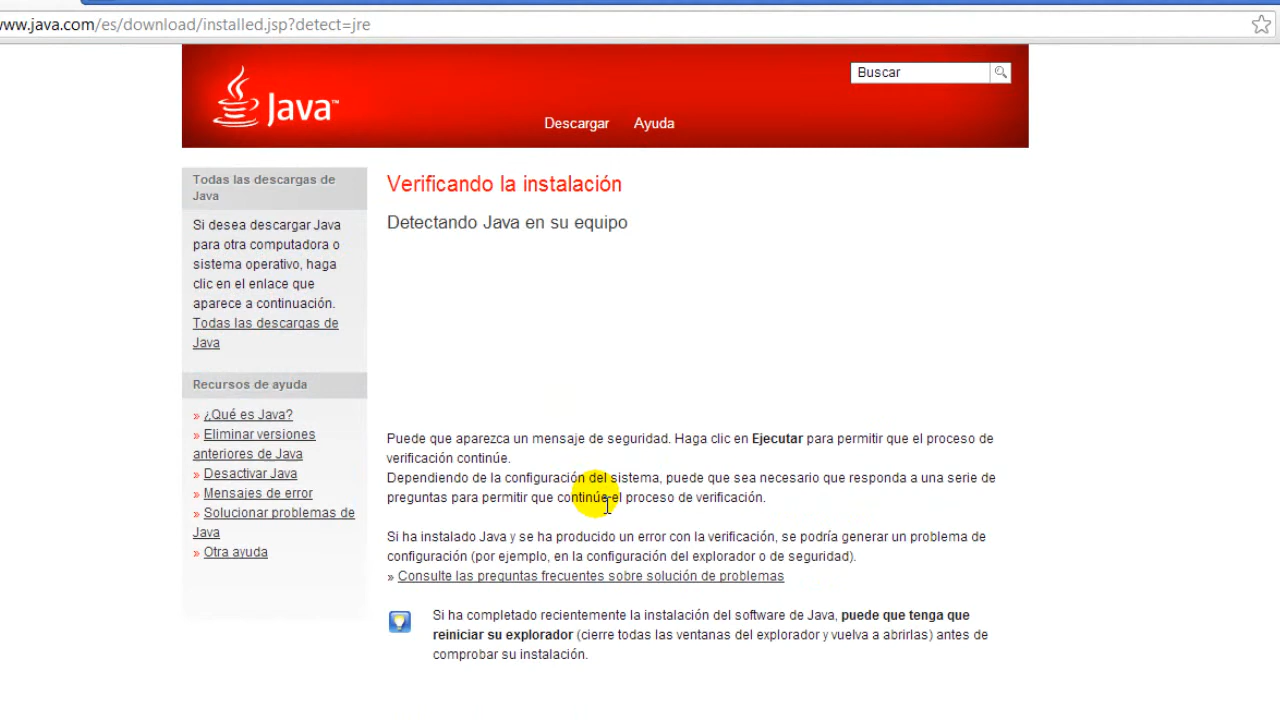 www.java.com/es/download/installed.jsp?detect=jre
Java™
Buscar
Descargar Ayuda
Todas las descargas de
Java
Si desea descargar Java
para otra computadora o
sistema operativo, haga
clic en el enlace que
aparece a continuación.
Todas las descargas de
Java
Recursos de ayuda
» ¿Qué es Java?
» Eliminar versiones
anteriores de Java
» Desactivar Java
» Mensajes de error
» Solucionar problemas de
Java
» Otra ayuda
Verificando la instalación
Detectando Java en su equipo
Puede que aparezca un mensaje de seguridad. Haga clic en Ejecutar para permitir que el proceso de
verificación continúe.
Dependiendo de la configuración del sistema, puede que sea necesario que responda a una serie de
preguntas para permitir que continúe el proceso de verificación.
Si ha instalado Java y se ha producido un error con la verificación, se podría generar un problema de
configuración (por ejemplo, en la configuración del explorador o de seguridad).
» Consulte las preguntas frecuentes sobre solución de problemas
Si ha completado recientemente la instalación del software de Java, puede que tenga que
reiniciar su explorador (cierre todas las ventanas del explorador y vuelva a abrirlas) antes de
comprobar su instalación.